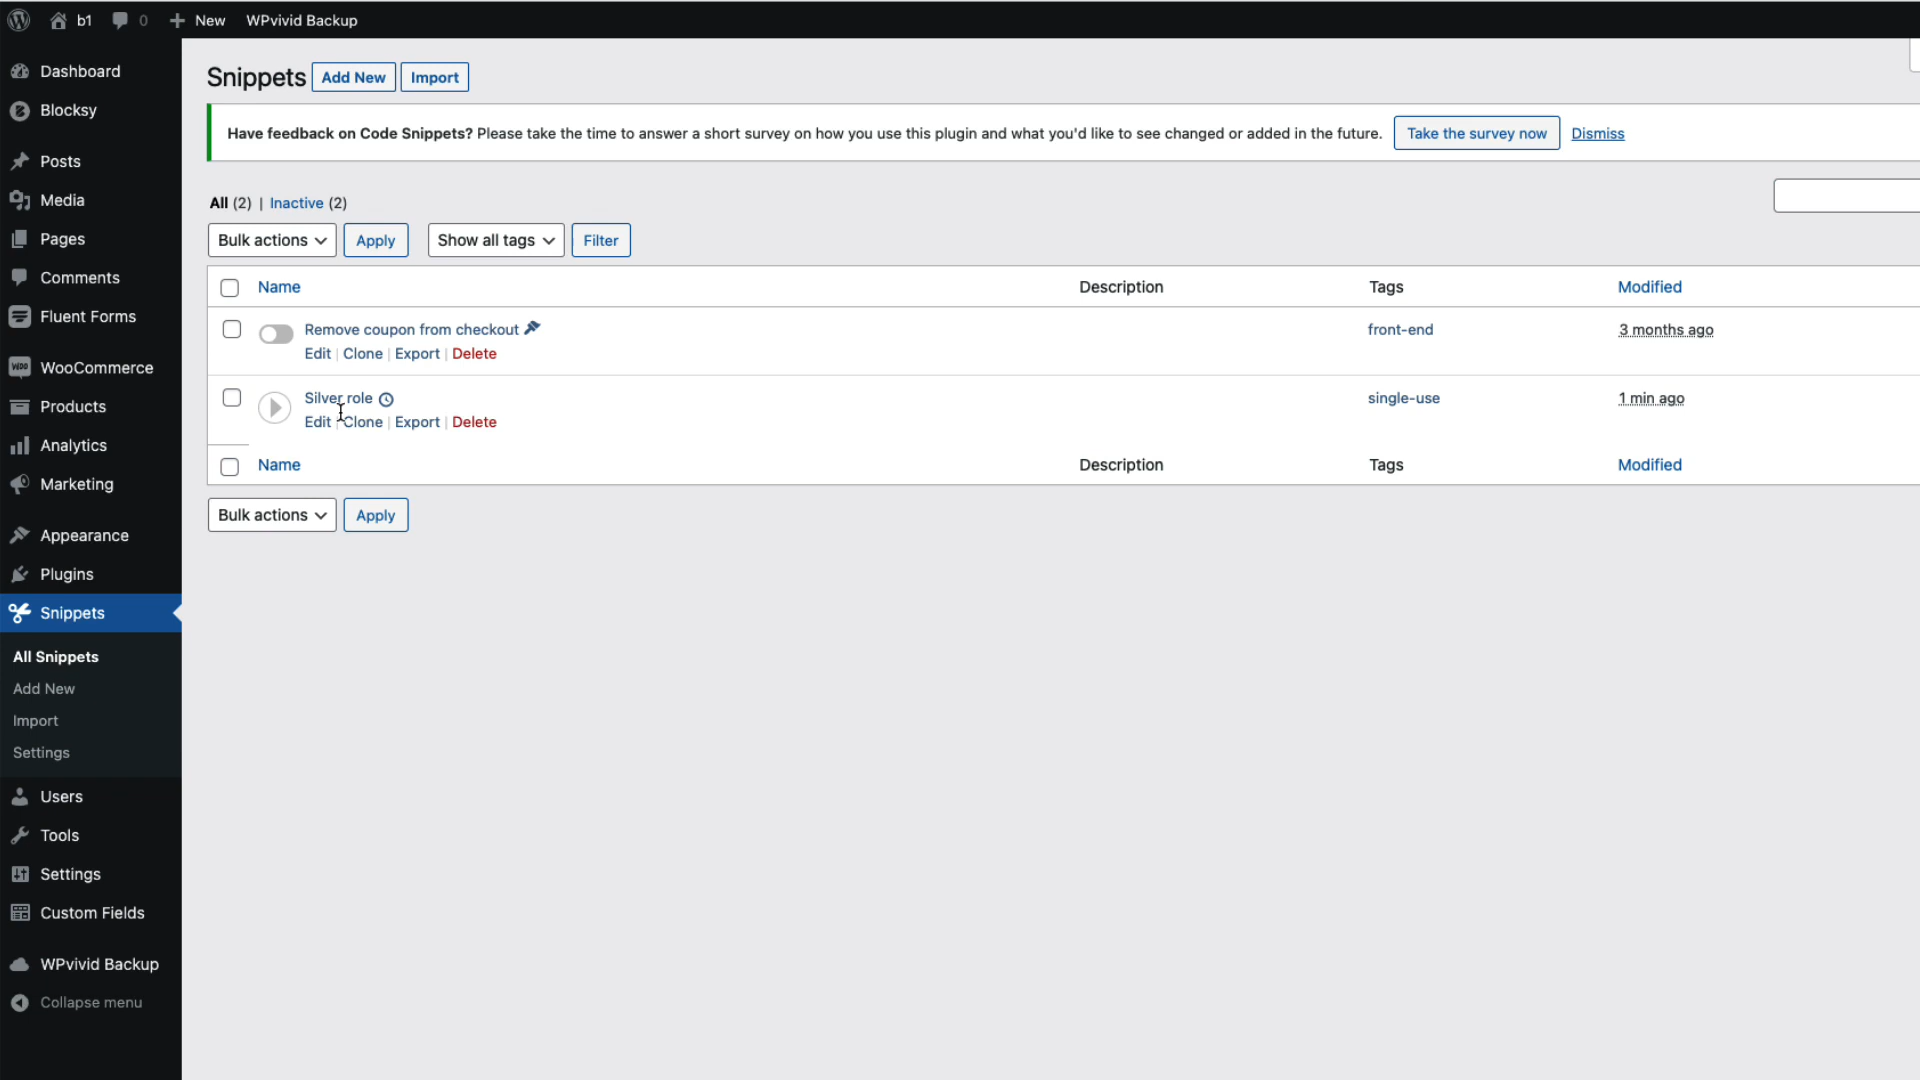 b1 0 New WPvivid Backup
Dashboard
Blocksy
Posts
Media
Pages
Comments
Fluent Forms
WooCommerce
Products
Analytics
Marketing
Appearance
Plugins
Snippets
All Snippets
Add New
Import
Settings
Users
Tools
Settings
Custom Fields
WPvivid Backup
Collapse menu
Snippets Add New Import
Have feedback on Code Snippets? Please take the time to answer a short survey on how you use this plugin and what you'd like to see changed or added in the future. Take the survey now Dismiss
All (2) | Inactive (2)
Bulk actions Apply Show all tags Filter
Name Description Tags Modified
Remove coupon from checkout front-end 3 months ago
Edit | Clone | Export | Delete
Silver role single-use 1 min ago
Edit | Clone | Export | Delete
Name Description Tags Modified
Bulk actions Apply